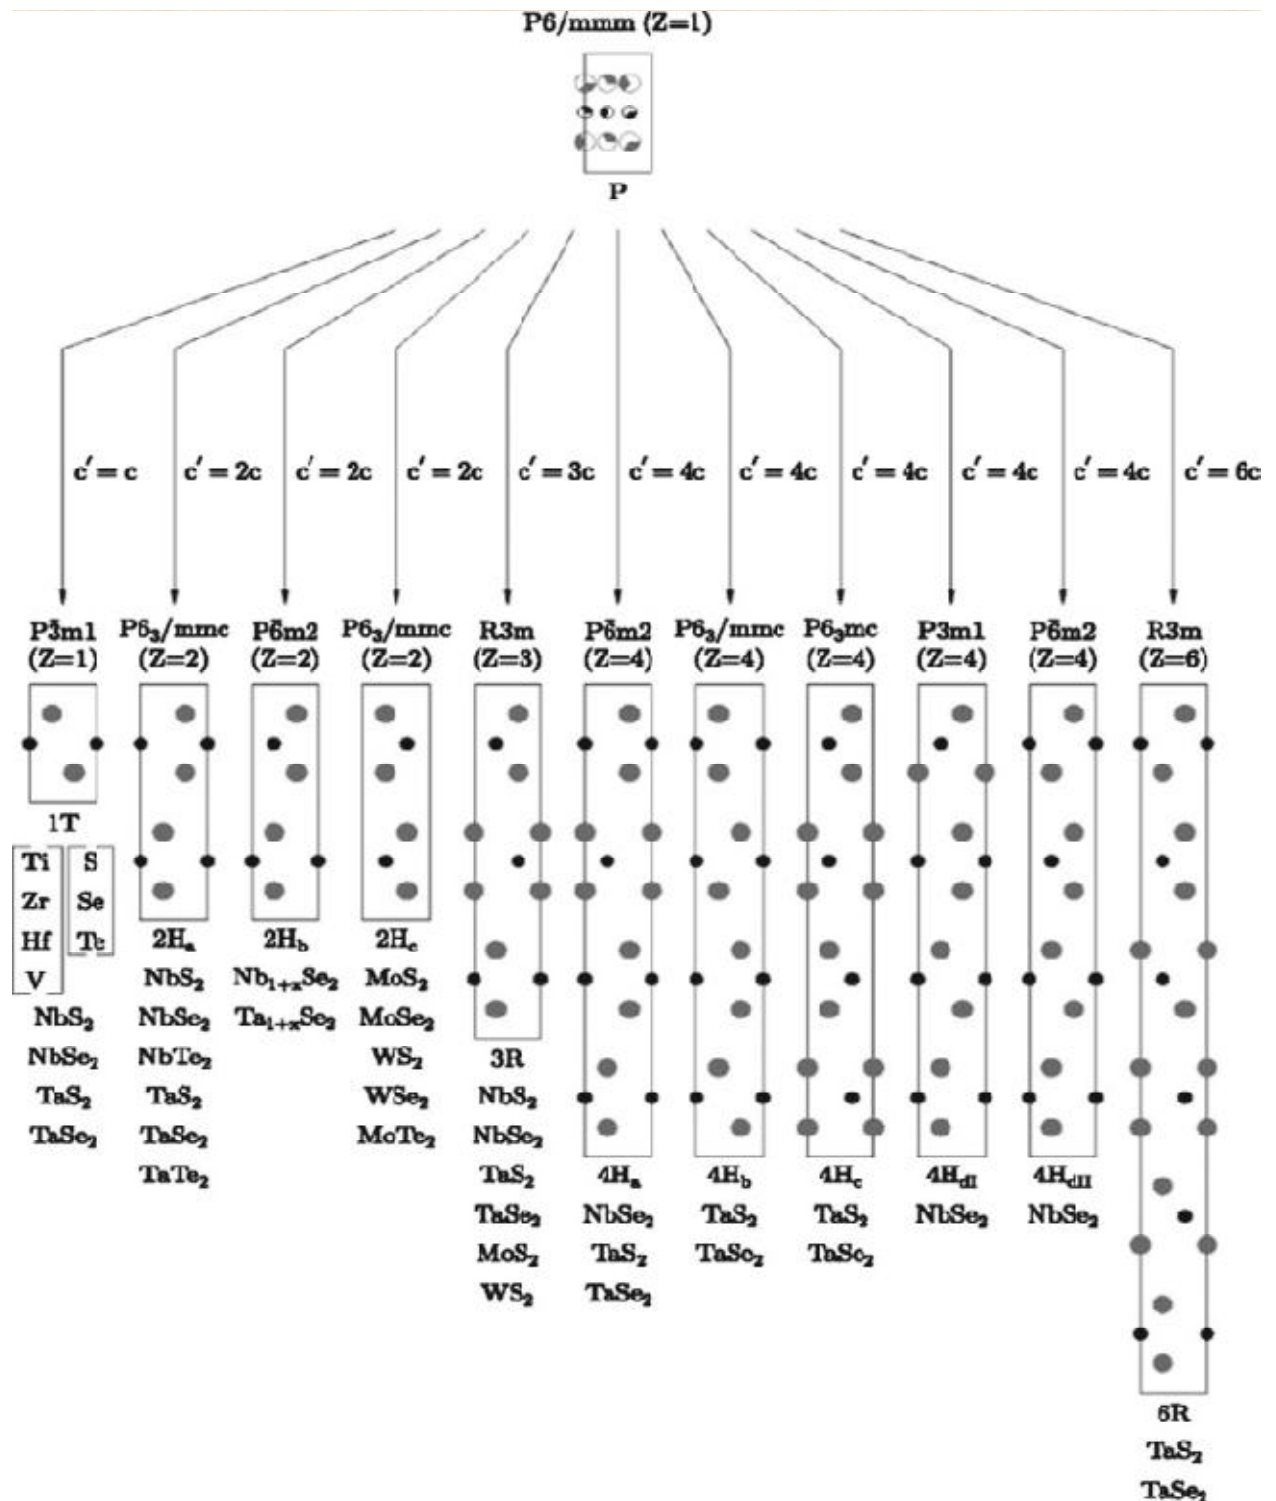 P6/mmm (Z=1)
P
c′ = c
c′ = 2c
c′ = 2c
c′ = 2c
c′ = 3c
c′ = 4c
c′ = 4c
c′ = 4c
c′ = 4c
c′ = 4c
c′ = 6c
P3̄m1
(Z=1)
P6₃/mmc
(Z=2)
P6̄m2
(Z=2)
P6₃/mmc
(Z=2)
R3m
(Z=3)
P6̄m2
(Z=4)
P6₃/mmc
(Z=4)
P6₃mc
(Z=4)
P3m1
(Z=4)
P6̄m2
(Z=4)
R3m
(Z=6)
1T
Ti S
Zr Se
Hf Te
V
NbS₂
NbSe₂
TaS₂
TaSe₂
2Hₐ
NbS₂
NbSe₂
NbTe₂
TaS₂
TaSe₂
TaTe₂
2H_b
Nb₁₊ₓSe₂
Ta₁₊ₓSe₂
2H_c
MoS₂
MoSe₂
WS₂
WSe₂
MoTe₂
3R
NbS₂
NbSe₂
TaS₂
TaSe₂
MoS₂
WS₂
4Hₐ
NbSe₂
TaS₂
TaSe₂
4H_b
TaS₂
TaSe₂
4H_c
TaS₂
TaSe₂
4H_dI
NbSe₂
4H_dII
NbSe₂
6R
TaS₂
TaSe₂